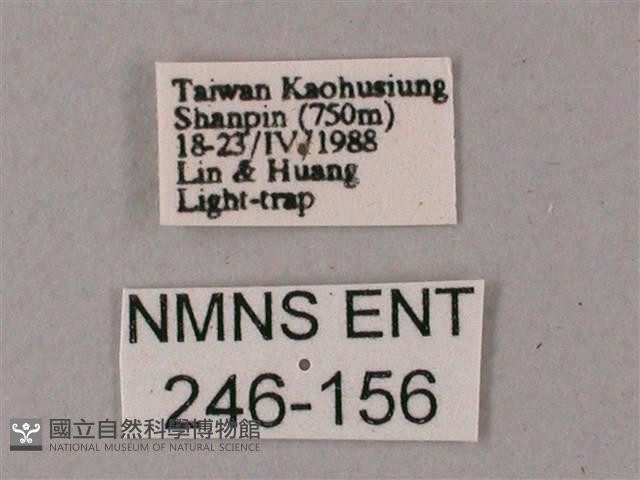 Taiwan Kaohusiung
Shanpin (750m)
18-23/IV/1988
Lin & Huang
Light-trap
NMNS ENT
246-156
國立自然科學博物館
NATIONAL MUSEUM OF NATURAL SCIENCE